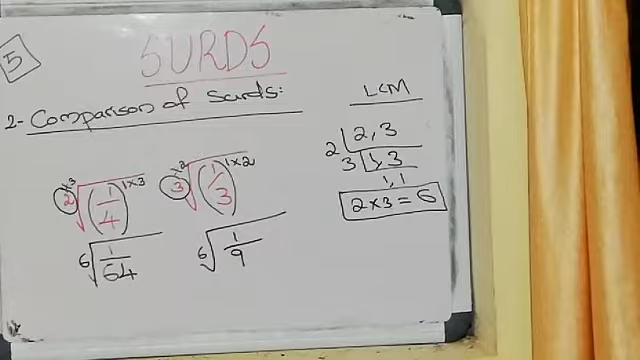 5
SURDS
2- Comparison of Surds:
LCM
2 | 2, 3
3 | 1, 3
1, 1
2 × 3 = 6
2×3√(1/4)^1×3 3×2√(1/3)^1×2
6√1/64 6√1/9